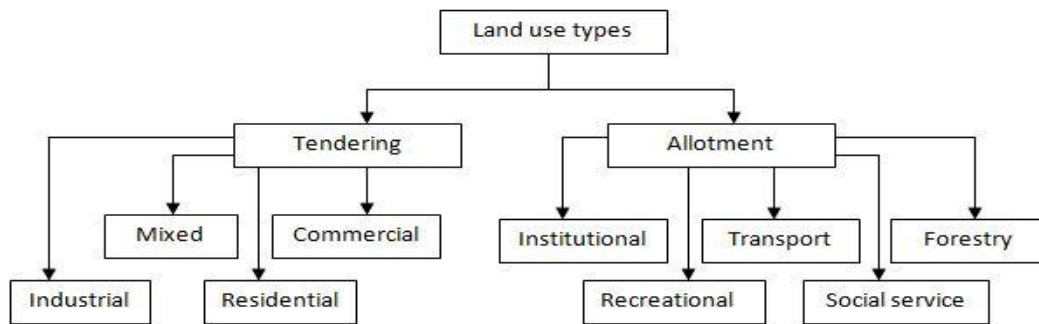 Land use types
Tendering
Allotment
Mixed
Commercial
Institutional
Transport
Forestry
Industrial
Residential
Recreational
Social service